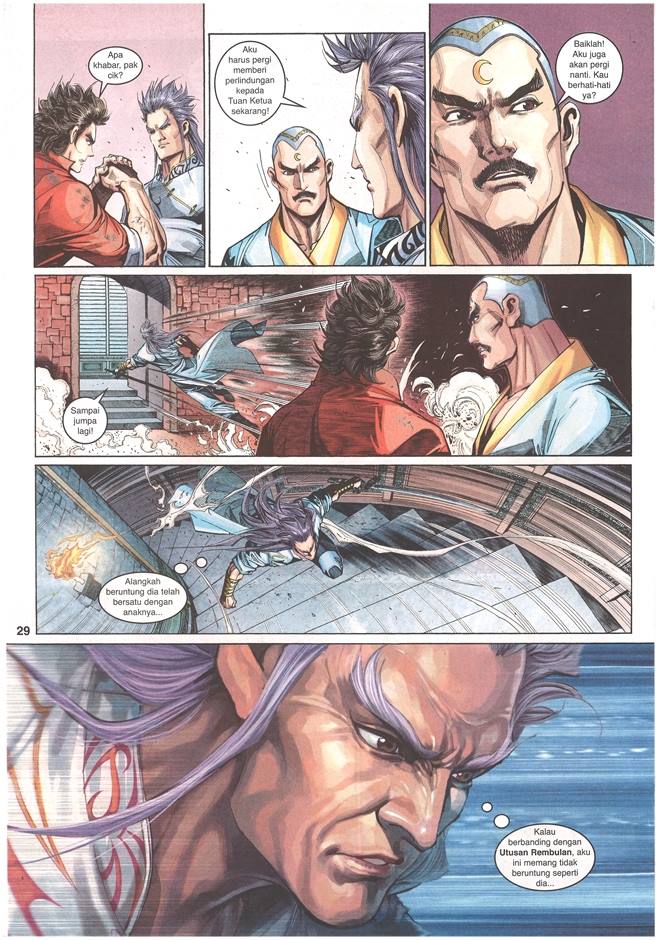 Apa
khabar, pak
cik?
Aku
harus pergi
memberi
perlindungan
kepada
Tuan Ketua
sekarang!
Baiklah!
Aku juga
akan pergi
nanti. Kau
berhati-hati
ya?
Sampai
jumpa
lagi!
Alangkah
beruntung dia telah
bersatu dengan
anaknya...
29
Kalau
berbanding dengan
Utusan Rembulan, aku
ini memang tidak
beruntung seperti
dia...